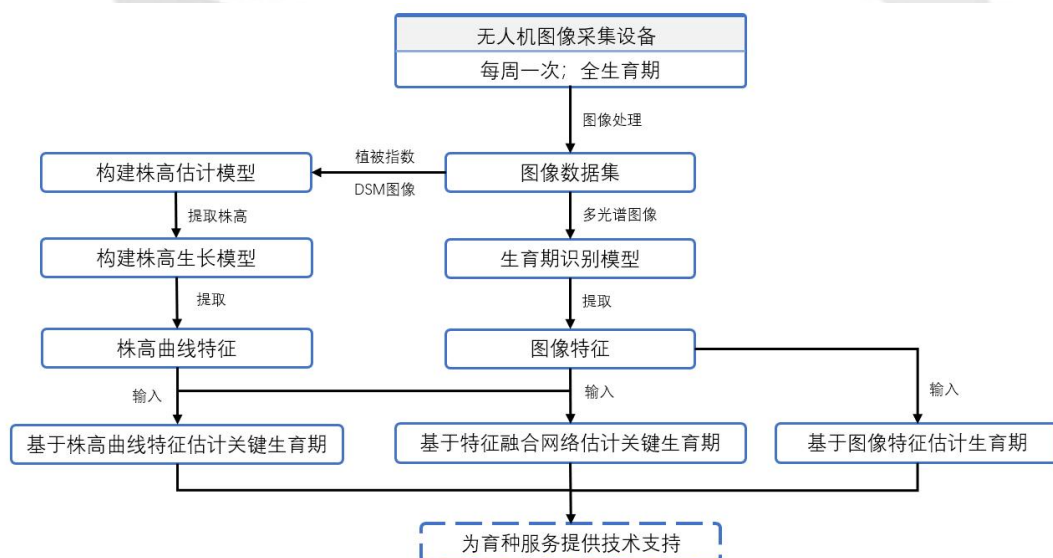 无人机图像采集设备
每周一次；全生育期
图像处理
植被指数
构建株高估计模型
图像数据集
DSM图像
提取株高
多光谱图像
构建株高生长模型
生育期识别模型
提取
提取
株高曲线特征
图像特征
输入
输入
输入
基于株高曲线特征估计关键生育期
基于特征融合网络估计关键生育期
基于图像特征估计生育期
为育种服务提供技术支持